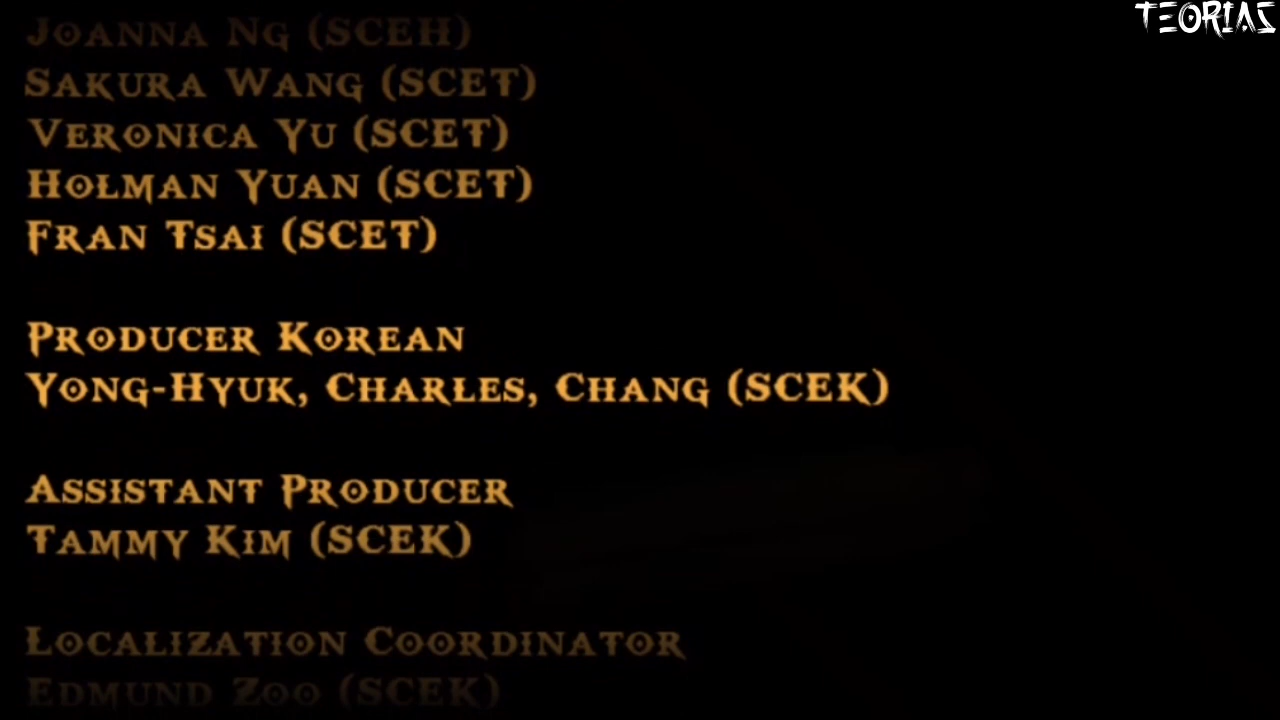 TEORIAS
Joanna Ng (SCEH)
Sakura Wang (SCET)
Veronica Yu (SCET)
Holman Yuan (SCET)
Fran Tsai (SCET)
Producer Korean
Yong-Hyuk, Charles, Chang (SCEK)
Assistant Producer
Tammy Kim (SCEK)
Localization Coordinator
Edmund Zoo (SCEK)